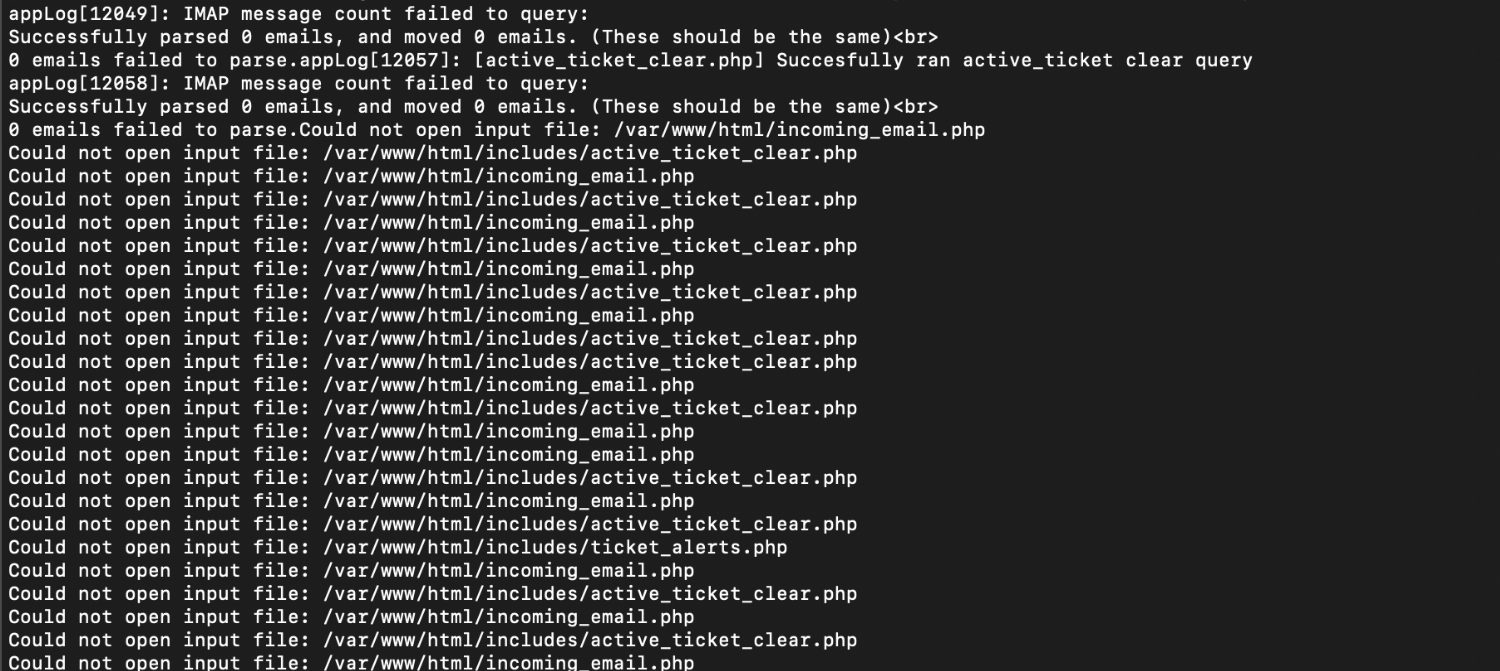 appLog[12049]: IMAP message count failed to query:
Successfully parsed 0 emails, and moved 0 emails. (These should be the same)<br>
0 emails failed to parse.appLog[12057]: [active_ticket_clear.php] Succesfully ran active_ticket clear query
appLog[12058]: IMAP message count failed to query:
Successfully parsed 0 emails, and moved 0 emails. (These should be the same)<br>
0 emails failed to parse.Could not open input file: /var/www/html/incoming_email.php
Could not open input file: /var/www/html/includes/active_ticket_clear.php
Could not open input file: /var/www/html/incoming_email.php
Could not open input file: /var/www/html/includes/active_ticket_clear.php
Could not open input file: /var/www/html/incoming_email.php
Could not open input file: /var/www/html/includes/active_ticket_clear.php
Could not open input file: /var/www/html/incoming_email.php
Could not open input file: /var/www/html/includes/active_ticket_clear.php
Could not open input file: /var/www/html/incoming_email.php
Could not open input file: /var/www/html/includes/active_ticket_clear.php
Could not open input file: /var/www/html/includes/active_ticket_clear.php
Could not open input file: /var/www/html/incoming_email.php
Could not open input file: /var/www/html/includes/active_ticket_clear.php
Could not open input file: /var/www/html/incoming_email.php
Could not open input file: /var/www/html/incoming_email.php
Could not open input file: /var/www/html/includes/active_ticket_clear.php
Could not open input file: /var/www/html/incoming_email.php
Could not open input file: /var/www/html/includes/active_ticket_clear.php
Could not open input file: /var/www/html/includes/ticket_alerts.php
Could not open input file: /var/www/html/incoming_email.php
Could not open input file: /var/www/html/includes/active_ticket_clear.php
Could not open input file: /var/www/html/incoming_email.php
Could not open input file: /var/www/html/includes/active_ticket_clear.php
Could not open input file: /var/www/html/incoming_email.php